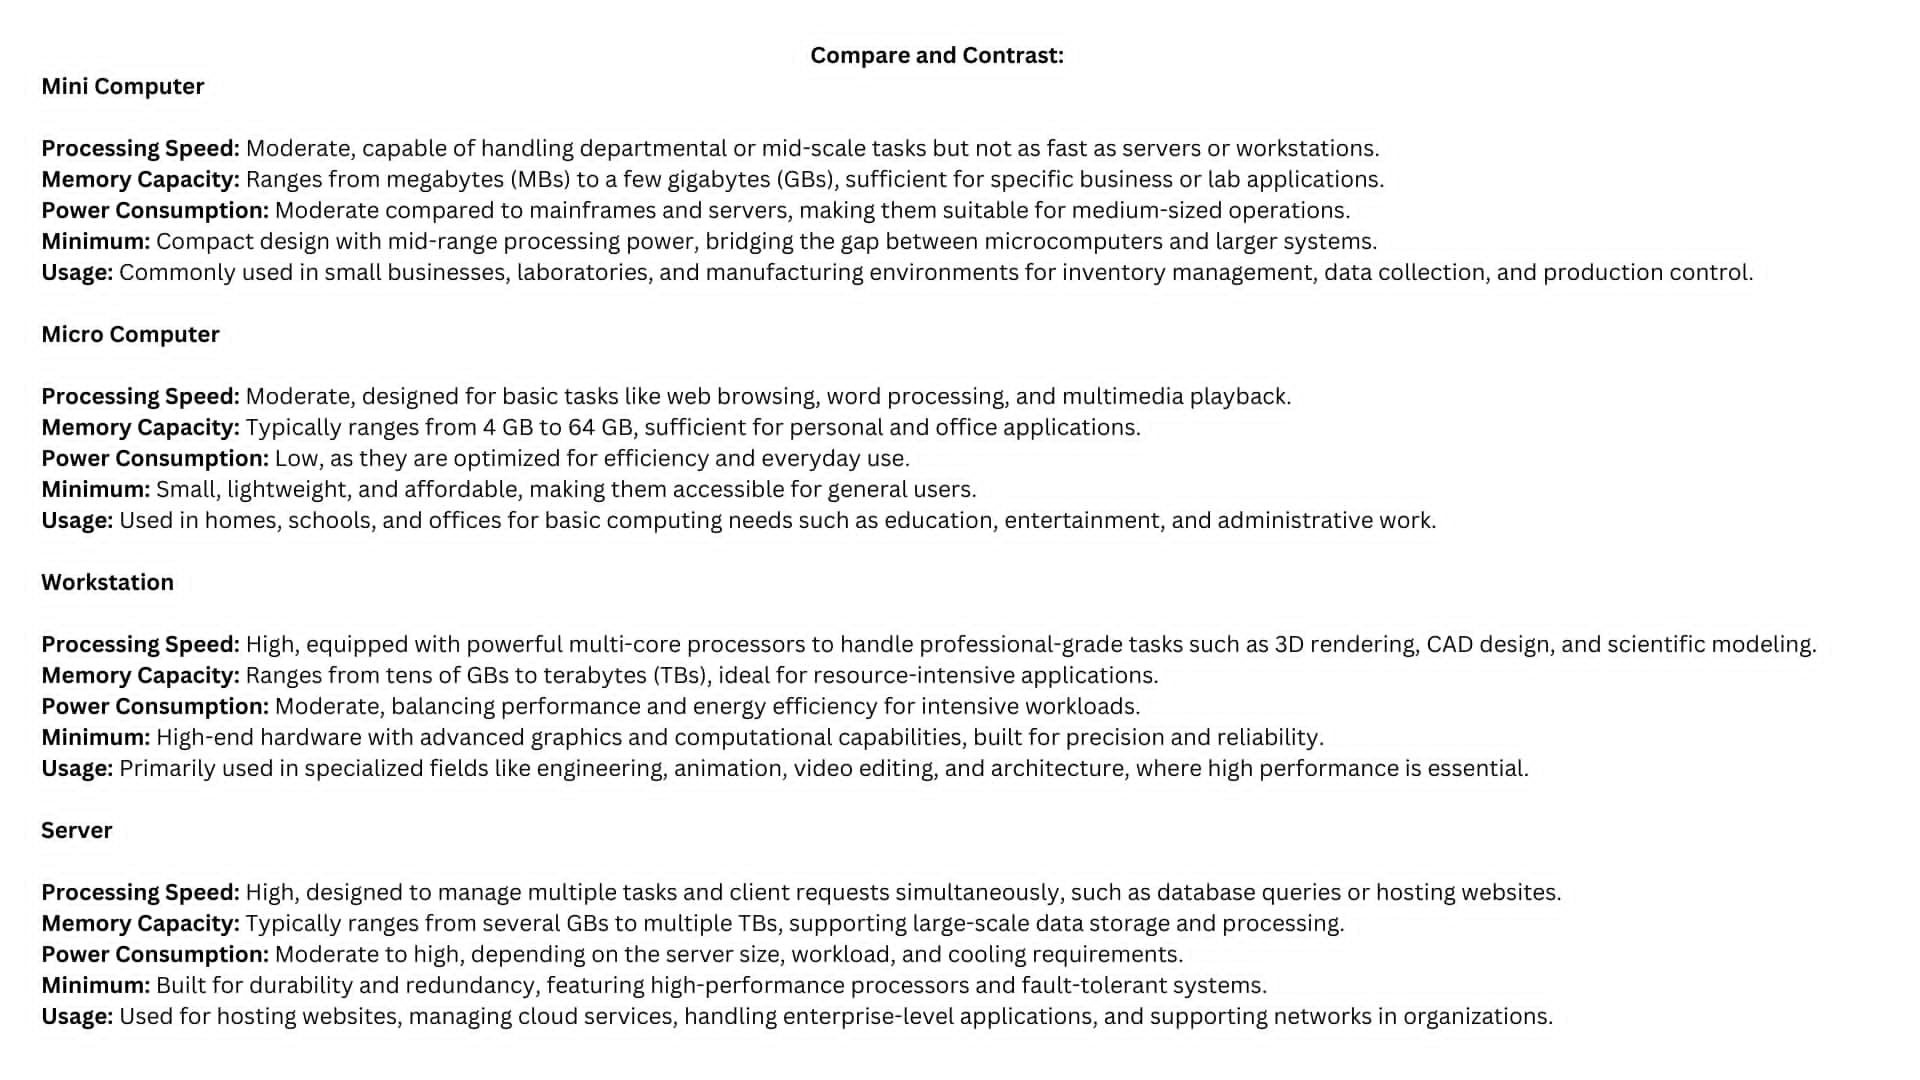 Compare and Contrast:
Mini Computer
Processing Speed: Moderate, capable of handling departmental or mid-scale tasks but not as fast as servers or workstations.
Memory Capacity: Ranges from megabytes (MBs) to a few gigabytes (GBs), sufficient for specific business or lab applications.
Power Consumption: Moderate compared to mainframes and servers, making them suitable for medium-sized operations.
Minimum: Compact design with mid-range processing power, bridging the gap between microcomputers and larger systems.
Usage: Commonly used in small businesses, laboratories, and manufacturing environments for inventory management, data collection, and production control.
Micro Computer
Processing Speed: Moderate, designed for basic tasks like web browsing, word processing, and multimedia playback.
Memory Capacity: Typically ranges from 4 GB to 64 GB, sufficient for personal and office applications.
Power Consumption: Low, as they are optimized for efficiency and everyday use.
Minimum: Small, lightweight, and affordable, making them accessible for general users.
Usage: Used in homes, schools, and offices for basic computing needs such as education, entertainment, and administrative work.
Workstation
Processing Speed: High, equipped with powerful multi-core processors to handle professional-grade tasks such as 3D rendering, CAD design, and scientific modeling.
Memory Capacity: Ranges from tens of GBs to terabytes (TBs), ideal for resource-intensive applications.
Power Consumption: Moderate, balancing performance and energy efficiency for intensive workloads.
Minimum: High-end hardware with advanced graphics and computational capabilities, built for precision and reliability.
Usage: Primarily used in specialized fields like engineering, animation, video editing, and architecture, where high performance is essential.
Server
Processing Speed: High, designed to manage multiple tasks and client requests simultaneously, such as database queries or hosting websites.
Memory Capacity: Typically ranges from several GBs to multiple TBs, supporting large-scale data storage and processing.
Power Consumption: Moderate to high, depending on the server size, workload, and cooling requirements.
Minimum: Built for durability and redundancy, featuring high-performance processors and fault-tolerant systems.
Usage: Used for hosting websites, managing cloud services, handling enterprise-level applications, and supporting networks in organizations.